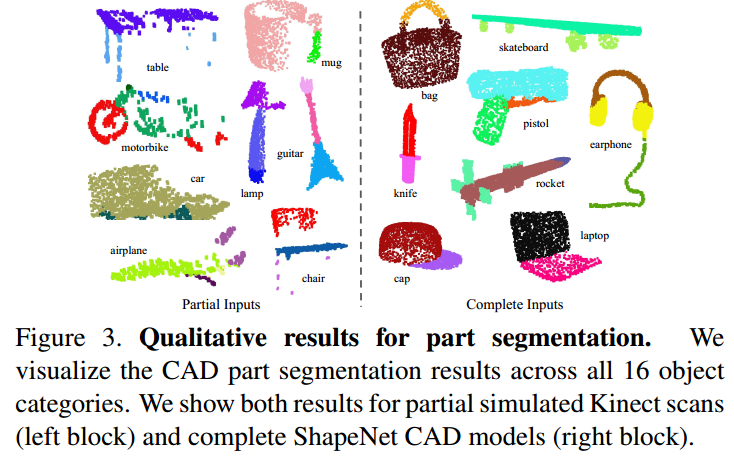 table
mug
motorbike
guitar
car
lamp
airplane
chair
Partial Inputs
skateboard
bag
pistol
earphone
knife
rocket
cap
laptop
Complete Inputs
Figure 3. Qualitative results for part segmentation. We
visualize the CAD part segmentation results across all 16 object
categories. We show both results for partial simulated Kinect scans
(left block) and complete ShapeNet CAD models (right block).